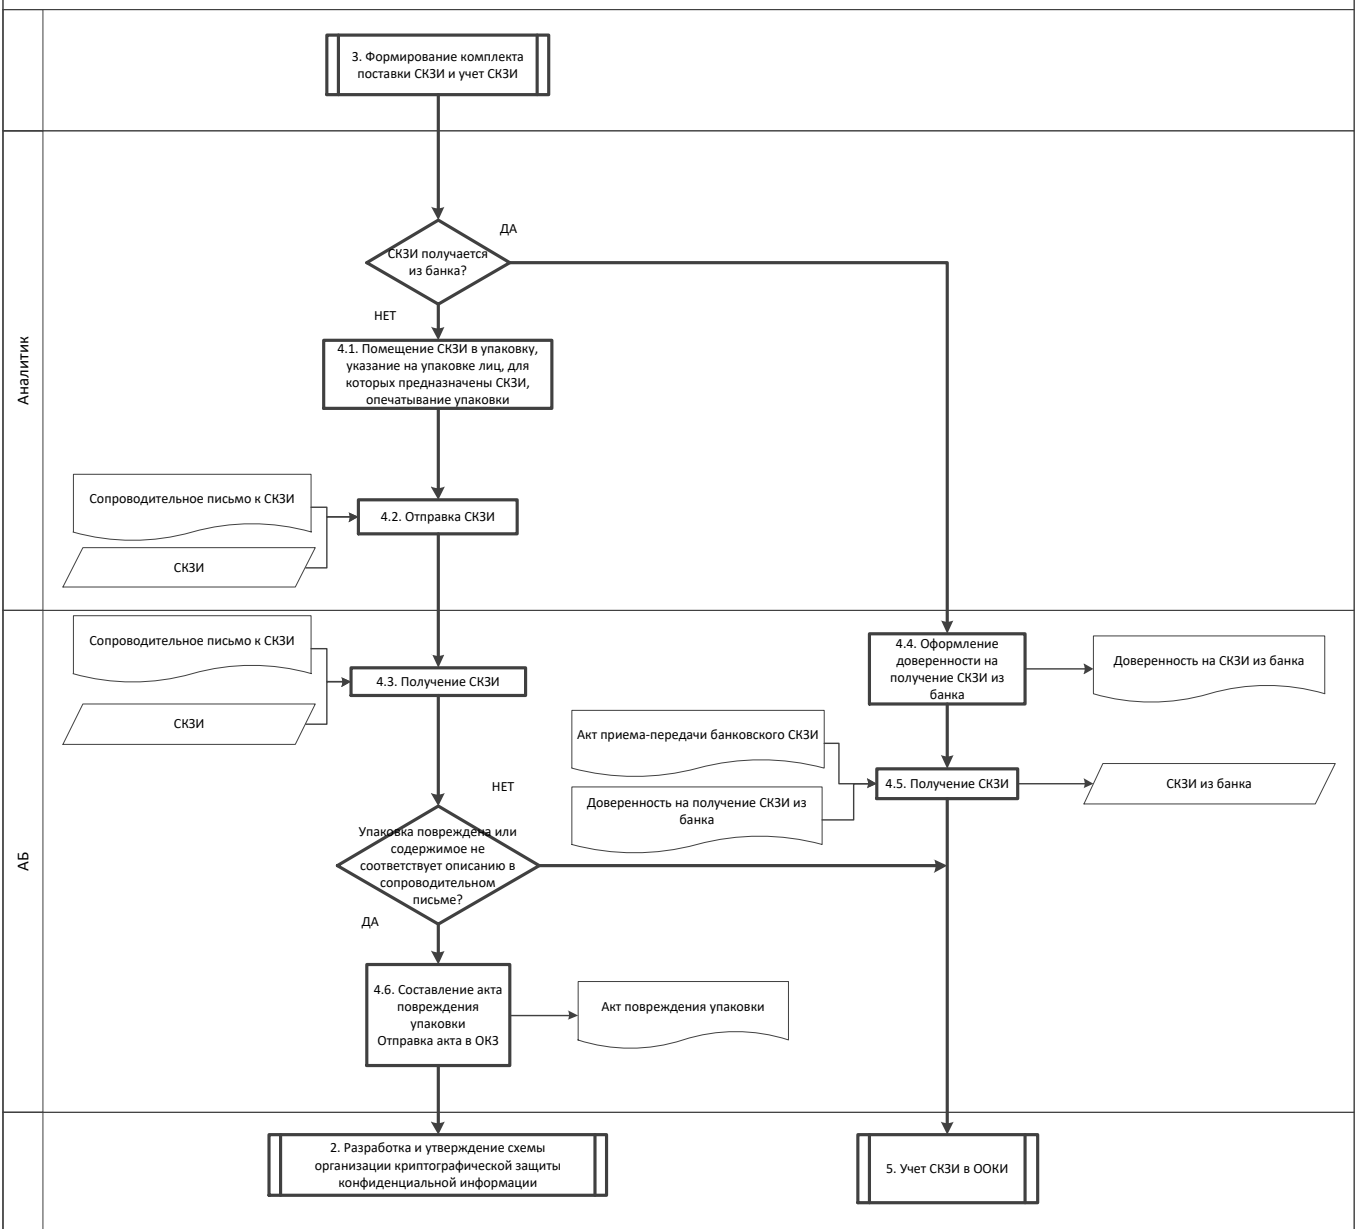 3. Формирование комплекта
поставки СКЗИ и учет СКЗИ
Аналитик
СКЗИ получается
из банка?
ДА
НЕТ
4.1. Помещение СКЗИ в упаковку,
указание на упаковке лиц, для
которых предназначены СКЗИ,
опечатывание упаковки
Сопроводительное письмо к СКЗИ
СКЗИ
4.2. Отправка СКЗИ
АБ
Сопроводительное письмо к СКЗИ
СКЗИ
4.3. Получение СКЗИ
4.4. Оформление
доверенности на
получение СКЗИ из
банка
Доверенность на СКЗИ из банка
Акт приема-передачи банковского СКЗИ
Доверенность на получение СКЗИ из
банка
4.5. Получение СКЗИ
СКЗИ из банка
НЕТ
Упаковка повреждена или
содержимое не
соответствует описанию в
сопроводительном
письме?
ДА
4.6. Составление акта
повреждения
упаковки
Отправка акта в ОКЗ
Акт повреждения упаковки
2. Разработка и утверждение схемы
организации криптографической защиты
конфиденциальной информации
5. Учет СКЗИ в ООКИ